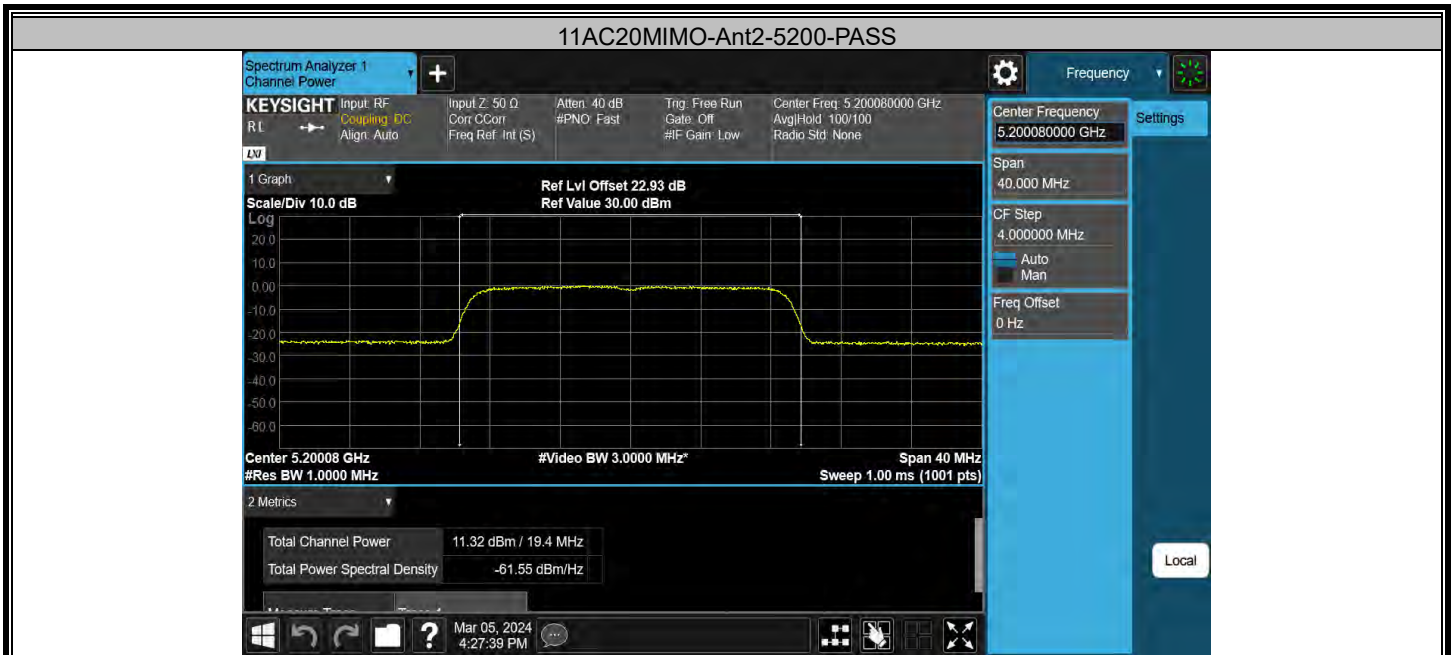 11AC20MIMO-Ant2-5200-PASS
Spectrum Analyzer 1
Channel Power
+
Frequency
KEYSIGHT
RL
LXI
Input: RF
Coupling: DC
Align: Auto
Input Z: 50 Ω
Corr CCorr
Freq Ref: Int (S)
Atten: 40 dB
#PNO: Fast
Trig: Free Run
Gate: Off
#IF Gain: Low
Center Freq: 5.200080000 GHz
Avg|Hold: 100/100
Radio Std: None
Center Frequency
5.200080000 GHz
Settings
Span
40.000 MHz
CF Step
4.000000 MHz
Auto
Man
Freq Offset
0 Hz
Local
1 Graph
Scale/Div 10.0 dB
Ref Lvl Offset 22.93 dB
Ref Value 30.00 dBm
Log
20.0
10.0
0.00
-10.0
-20.0
-30.0
-40.0
-50.0
-60.0
Center 5.20008 GHz
#Video BW 3.0000 MHz*
Span 40 MHz
#Res BW 1.0000 MHz
Sweep 1.00 ms (1001 pts)
2 Metrics
Total Channel Power 11.32 dBm / 19.4 MHz
Total Power Spectral Density -61.55 dBm/Hz
?
Mar 05, 2024
4:27:39 PM